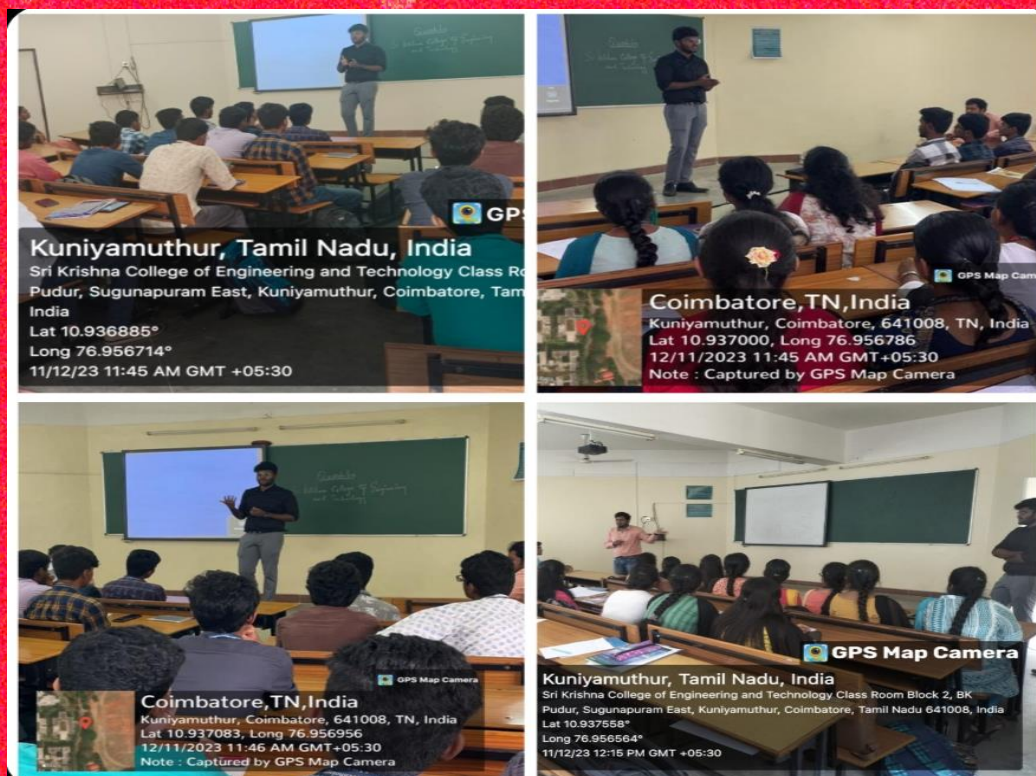 GPS
Kuniyamuthur, Tamil Nadu, India
Sri Krishna College of Engineering and Technology Class Ro
Pudur, Sugunapuram East, Kuniyamuthur, Coimbatore, Tam
India
Lat 10.936885°
Long 76.956714°
11/12/23 11:45 AM GMT +05:30
GPS Map Cam
Coimbatore,TN,India
Kuniyamuthur, Coimbatore, 641008, TN, India
Lat 10.937000, Long 76.956786
12/11/2023 11:45 AM GMT+05:30
Note : Captured by GPS Map Camera
College of Engineering
and Technology
GPS Map Camera
Coimbatore,TN,India
Kuniyamuthur, Coimbatore, 641008, TN, India
Lat 10.937083, Long 76.956956
12/11/2023 11:46 AM GMT+05:30
Note : Captured by GPS Map Camera
GPS Map Camera
Kuniyamuthur, Tamil Nadu, India
Sri Krishna College of Engineering and Technology Class Room Block 2, BK
Pudur, Sugunapuram East, Kuniyamuthur, Coimbatore, Tamil Nadu 641008, India
Lat 10.937558°
Long 76.956564°
11/12/23 12:15 PM GMT +05:30